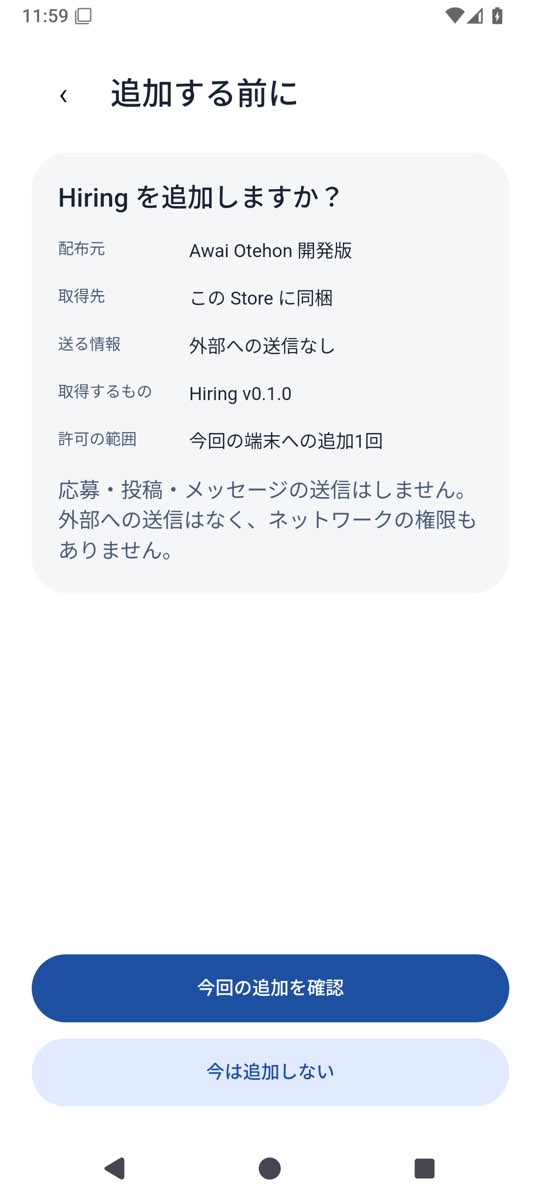 11:59
追加する前に
Hiring を追加しますか？
配布元 Awai Otehon 開発版
取得先 この Store に同梱
送る情報 外部への送信なし
取得するもの Hiring v0.1.0
許可の範囲 今回の端末への追加1回
応募・投稿・メッセージの送信はしません。
外部への送信はなく、ネットワークの権限も
ありません。
今回の追加を確認
今は追加しない